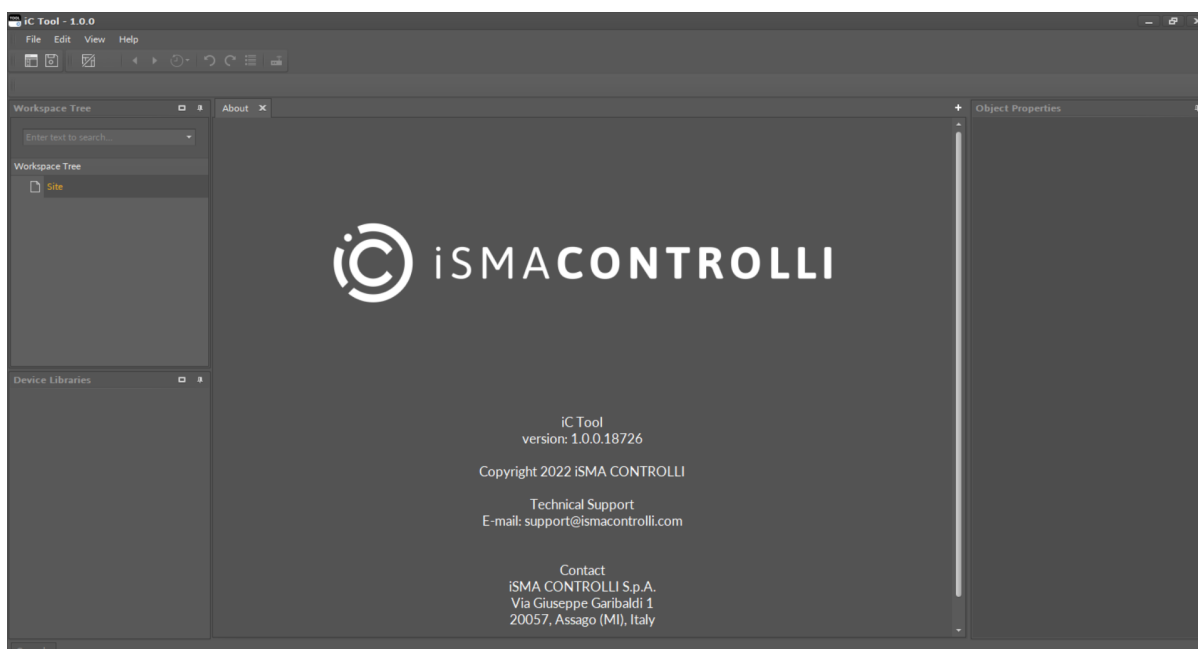 iC Tool - 1.0.0
File Edit View Help
Workspace Tree
Enter text to search...
Workspace Tree
Site
Device Libraries
About
Object Properties
iSMACONTROLLI
iC Tool
version: 1.0.0.18726
Copyright 2022 iSMA CONTROLLI
Technical Support
E-mail: support@ismacontrolli.com
Contact
iSMA CONTROLLI S.p.A.
Via Giuseppe Garibaldi 1
20057, Assago (MI), Italy